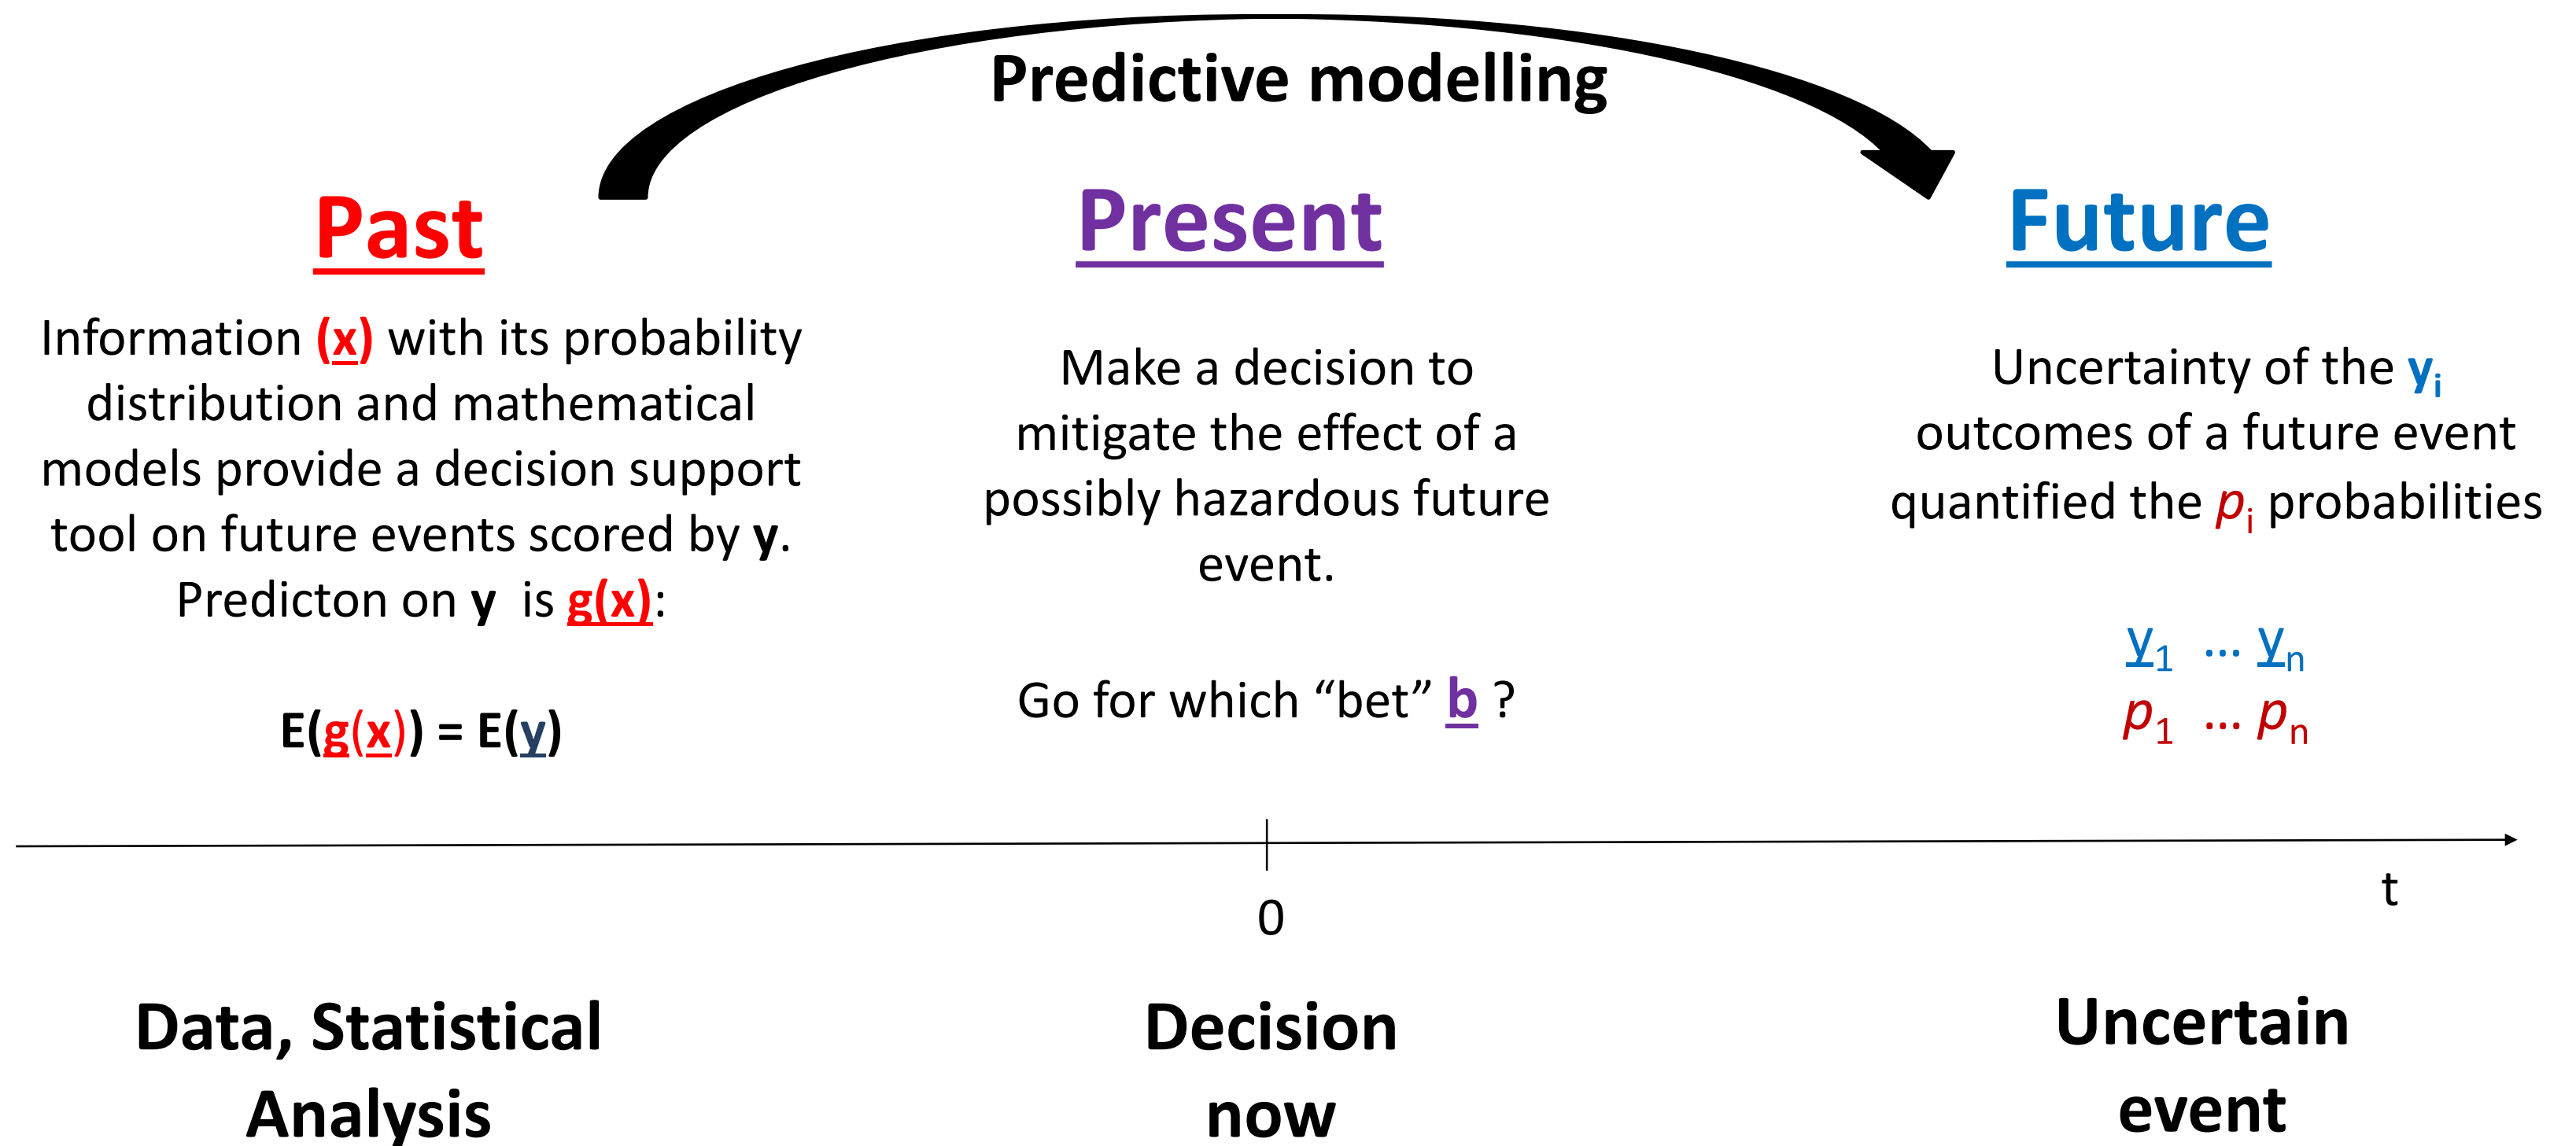 Predictive modelling
Past
Information (x) with its probability
distribution and mathematical
models provide a decision support
tool on future events scored by y.
Predicton on y is g(x):
E(g(x)) = E(y)
Present
Make a decision to
mitigate the effect of a
possibly hazardous future
event.
Go for which “bet” b ?
Future
Uncertainty of the yi
outcomes of a future event
quantified the pi probabilities
y1 ... yn
p1 ... pn
0
t
Data, Statistical
Analysis
Decision
now
Uncertain
event